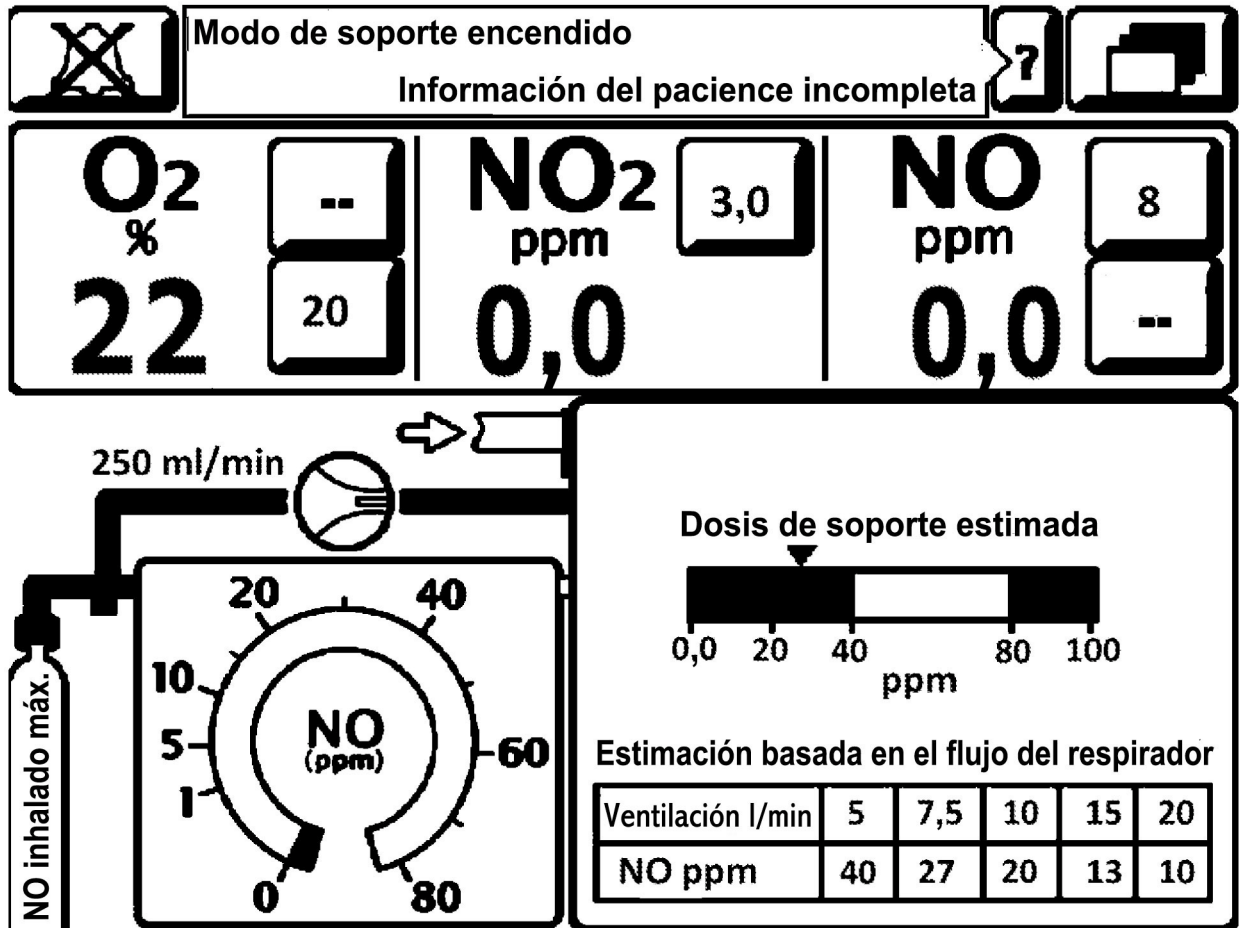 Modo de soporte encendido
Información del pacience incompleta
?
O2
%
22
--
20
NO2
ppm
0,0
3,0
NO
ppm
0,0
8
--
250 ml/min
NO inhalado máx.
0
1
5
10
20
40
60
80
NO
(ppm)
Dosis de soporte estimada
0,0 20 40 80 100
ppm
Estimación basada en el flujo del respirador
Ventilación l/min 5 7,5 10 15 20
NO ppm 40 27 20 13 10